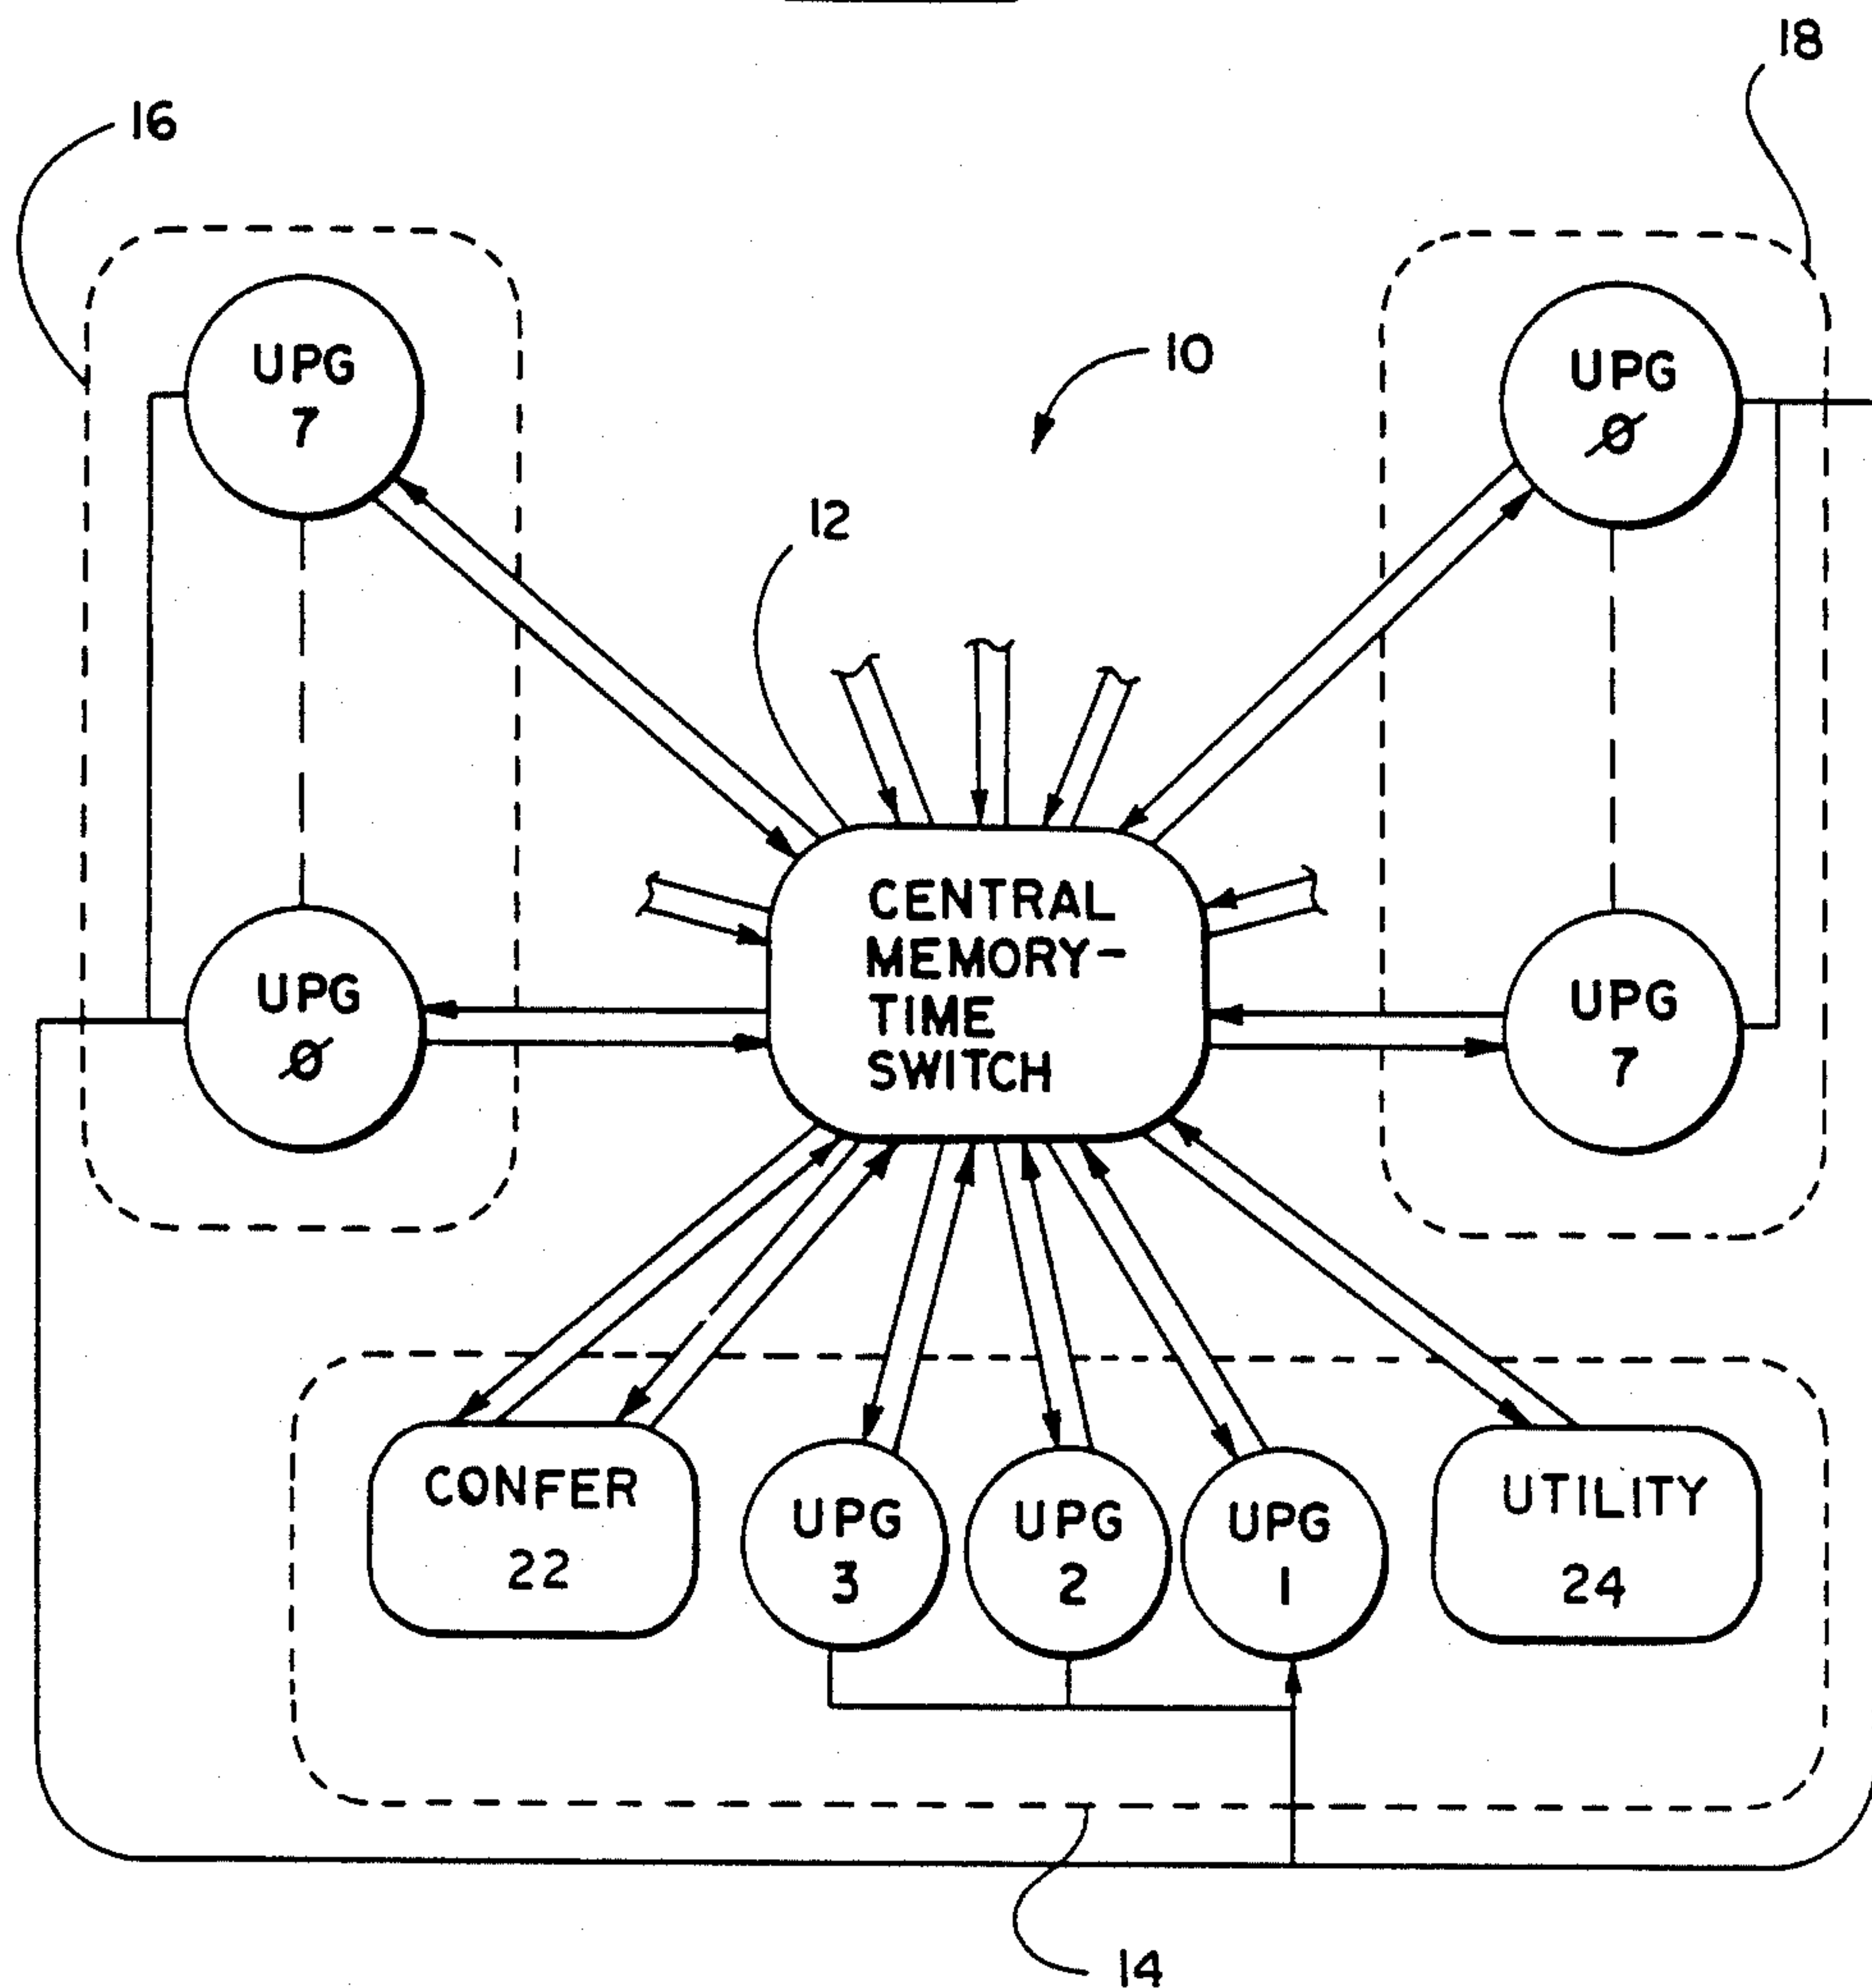 18
16
10
UPG
7
UPG
Ø
12
CENTRAL
MEMORY-
TIME
SWITCH
UPG
Ø
UPG
7
CONFER
22
UPG
3
UPG
2
UPG
1
UTILITY
24
14